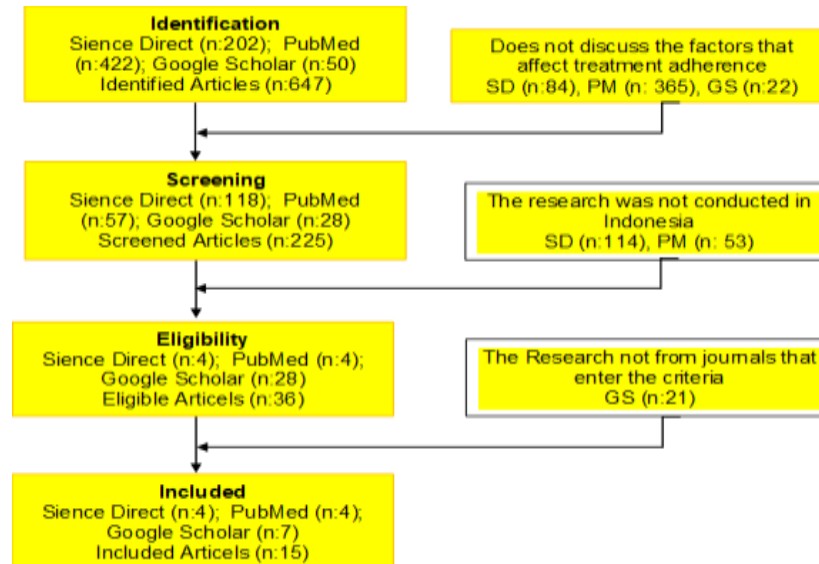 Identification
Sience Direct (n:202); PubMed
(n:422); Google Scholar (n:50)
Identified Articles (n:647)
Does not discuss the factors that
affect treatment adherence
SD (n:84), PM (n: 365), GS (n:22)
Screening
Sience Direct (n:118); PubMed
(n:57); Google Scholar (n:28)
Screened Articles (n:225)
The research was not conducted in
Indonesia
SD (n:114), PM (n: 53)
Eligibility
Sience Direct (n:4); PubMed (n:4);
Google Scholar (n:28)
Eligible Articels (n:36)
The Research not from journals that
enter the criteria
GS (n:21)
Included
Sience Direct (n:4); PubMed (n:4);
Google Scholar (n:7)
Included Articels (n:15)